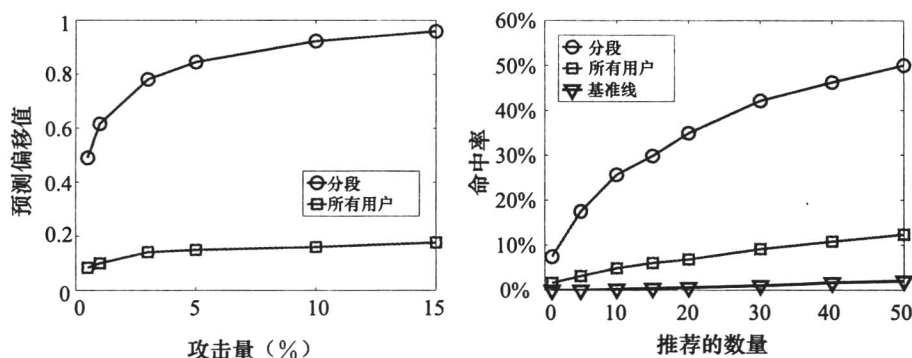 1
0.8
0.6
0.4
0.2
0
预测偏移值
分段
所有用户
0 5 10 15
攻击量（%）
60%
50%
40%
30%
20%
10%
0%
命中率
分段
所有用户
基准线
0 10 20 30 40 50
推荐的数量